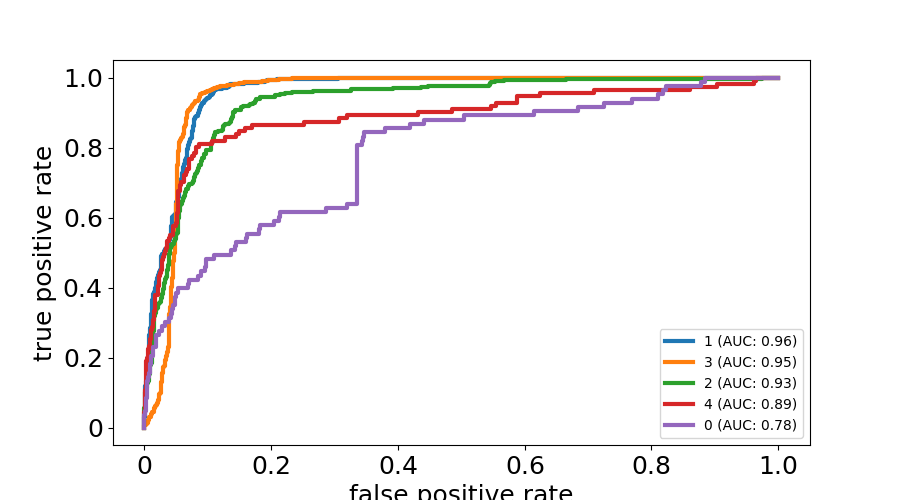 1.0
0.8
0.6
0.4
0.2
0
true positive rate
0
0.2
0.4
0.6
0.8
1.0
false positive rate
1 (AUC: 0.96)
3 (AUC: 0.95)
2 (AUC: 0.93)
4 (AUC: 0.89)
0 (AUC: 0.78)